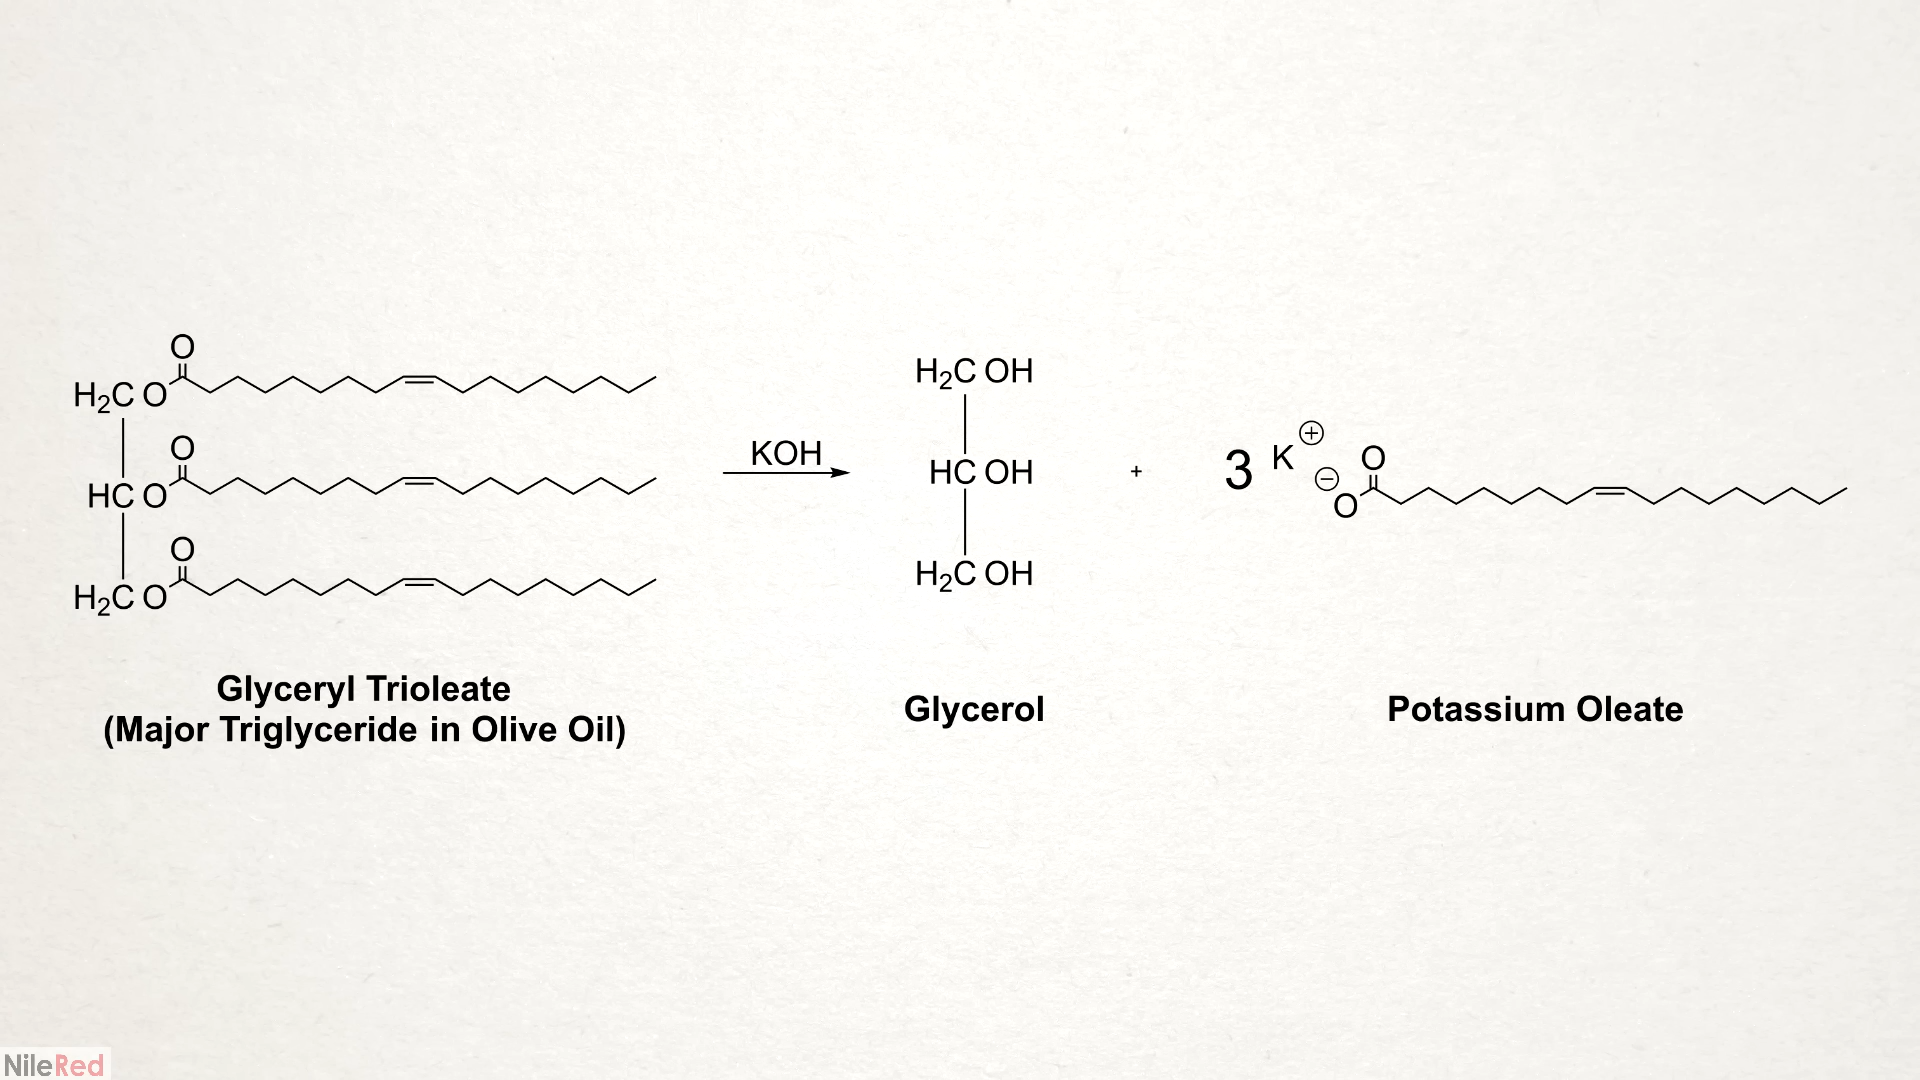 O
H₂C O
O
HC O
O
H₂C O
Glyceryl Trioleate
(Major Triglyceride in Olive Oil)
KOH
H₂C OH
HC OH
H₂C OH
Glycerol
+
3 K ⊕
⊖ O
O
Potassium Oleate
NileRed